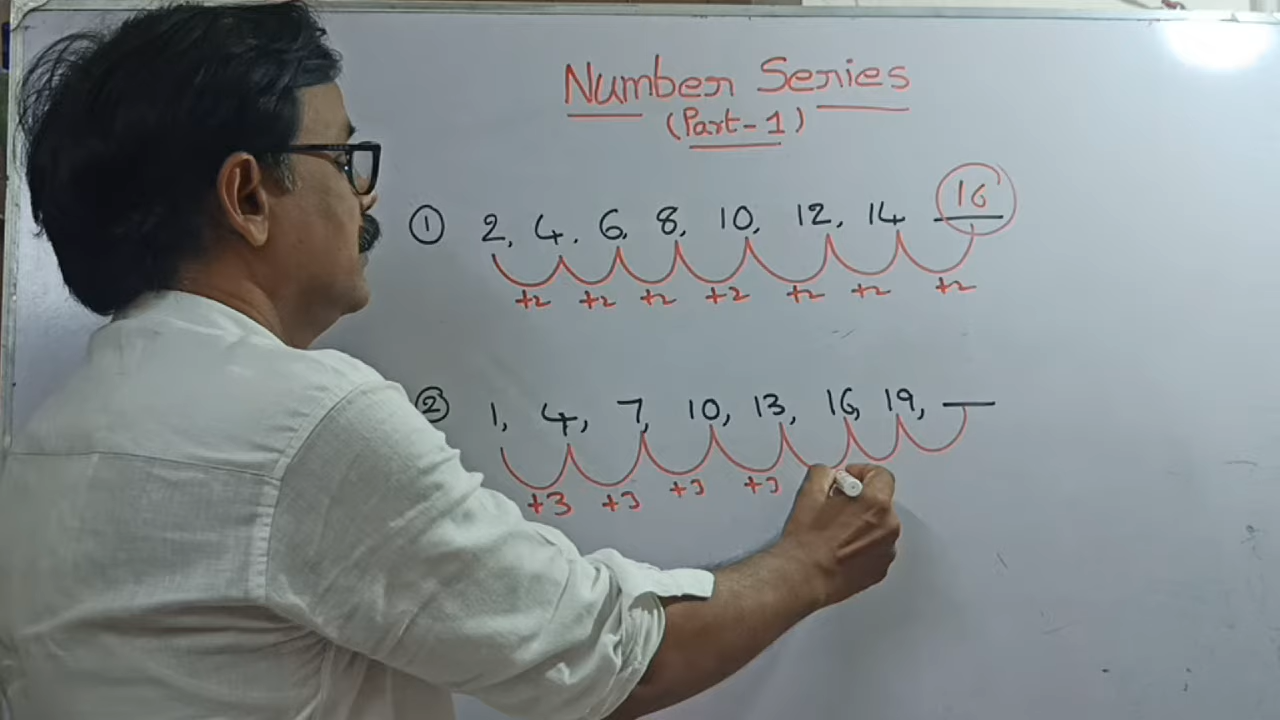 Number Series
(Part-1)
① 2, 4, 6, 8, 10, 12, 14 16
+2 +2 +2 +2 +2 +2 +2
② 1, 4, 7, 10, 13, 16, 19, __
+3 +3 +3 +3